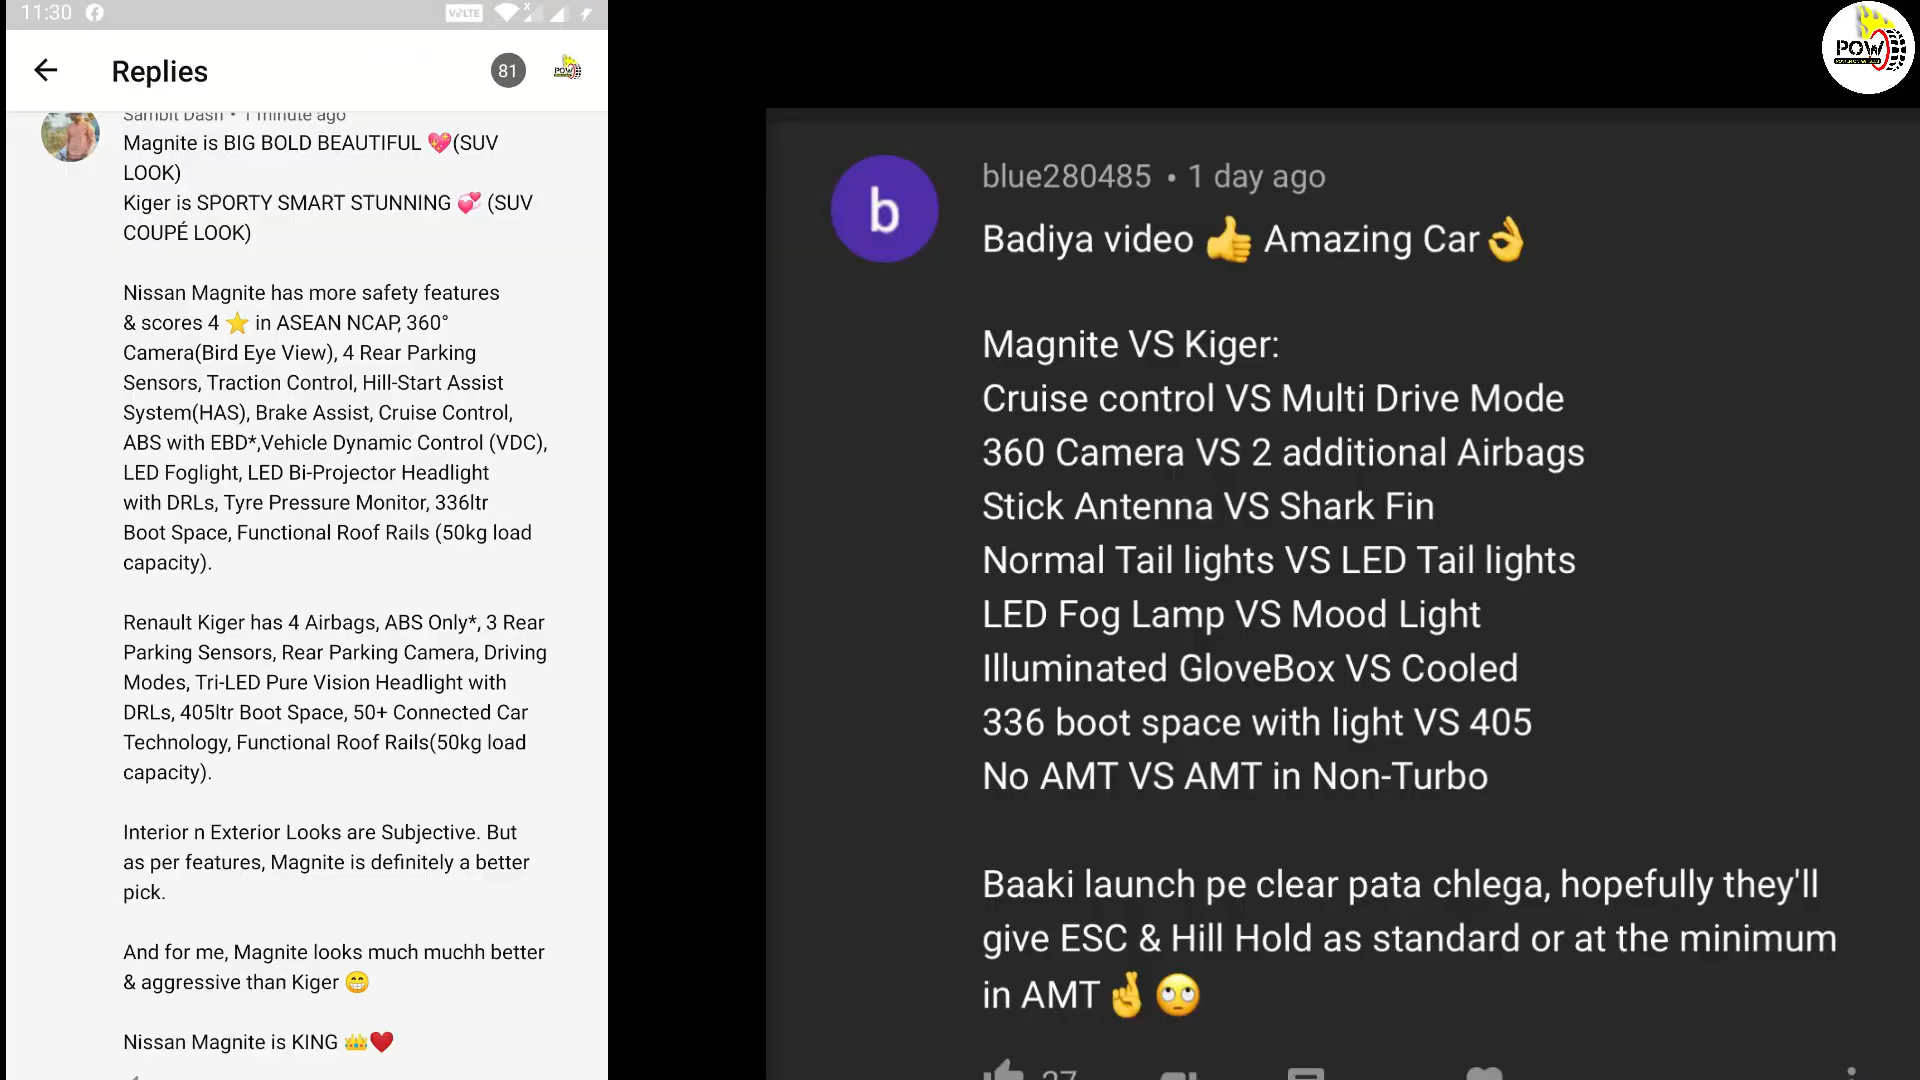 11:30
VoLTE
Replies
81
POW
Sambit Dash • 1 minute ago
Magnite is BIG BOLD BEAUTIFUL 💖(SUV
LOOK)
Kiger is SPORTY SMART STUNNING 💞 (SUV
COUPÉ LOOK)
Nissan Magnite has more safety features
& scores 4 ⭐ in ASEAN NCAP, 360°
Camera(Bird Eye View), 4 Rear Parking
Sensors, Traction Control, Hill-Start Assist
System(HAS), Brake Assist, Cruise Control,
ABS with EBD*,Vehicle Dynamic Control (VDC),
LED Foglight, LED Bi-Projector Headlight
with DRLs, Tyre Pressure Monitor, 336ltr
Boot Space, Functional Roof Rails (50kg load
capacity).
Renault Kiger has 4 Airbags, ABS Only*, 3 Rear
Parking Sensors, Rear Parking Camera, Driving
Modes, Tri-LED Pure Vision Headlight with
DRLs, 405ltr Boot Space, 50+ Connected Car
Technology, Functional Roof Rails(50kg load
capacity).
Interior n Exterior Looks are Subjective. But
as per features, Magnite is definitely a better
pick.
And for me, Magnite looks much muchh better
& aggressive than Kiger 😁
Nissan Magnite is KING 👑❤️
POW
b
blue280485 • 1 day ago
Badiya video 👍 Amazing Car👌
Magnite VS Kiger:
Cruise control VS Multi Drive Mode
360 Camera VS 2 additional Airbags
Stick Antenna VS Shark Fin
Normal Tail lights VS LED Tail lights
LED Fog Lamp VS Mood Light
Illuminated GloveBox VS Cooled
336 boot space with light VS 405
No AMT VS AMT in Non-Turbo
Baaki launch pe clear pata chlega, hopefully they'll
give ESC & Hill Hold as standard or at the minimum
in AMT🤞🙄
27